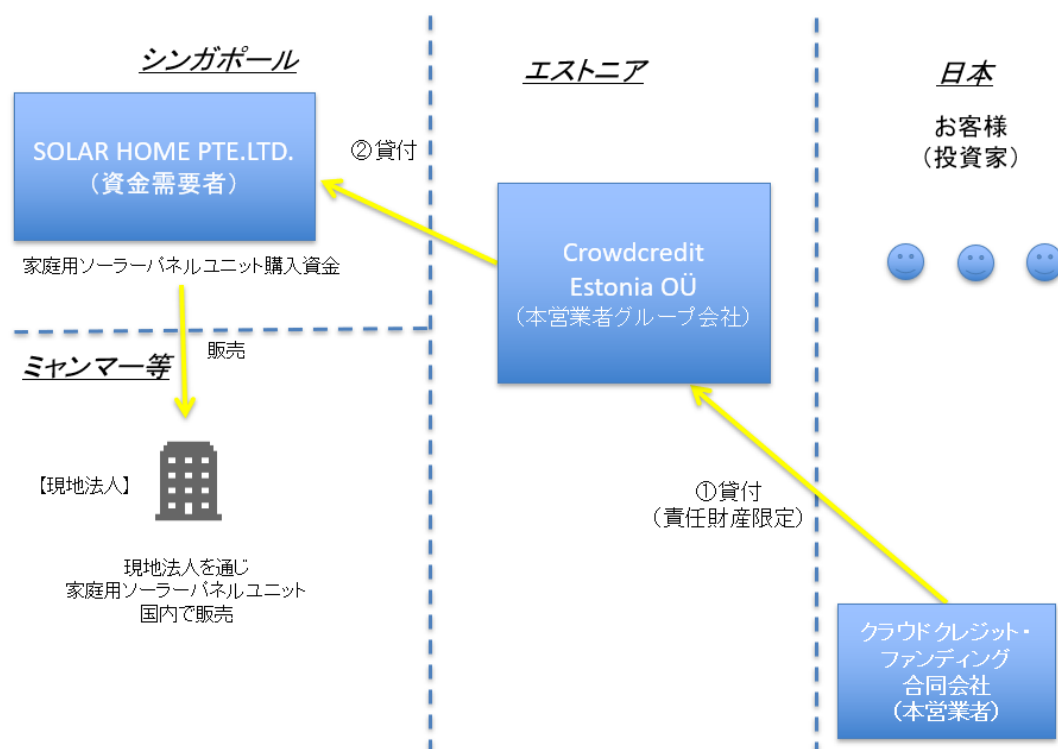 シンガポール
SOLAR HOME PTE.LTD.
（資金需要者）
家庭用ソーラーパネルユニット購入資金
②貸付
販売
ミャンマー等
【現地法人】
現地法人を通じ
家庭用ソーラーパネルユニット
国内で販売
エストニア
Crowdcredit
Estonia OÜ
（本営業者グループ会社）
①貸付
（責任財産限定）
日本
お客様
（投資家）
クラウドクレジット・
ファンディング
合同会社
（本営業者）